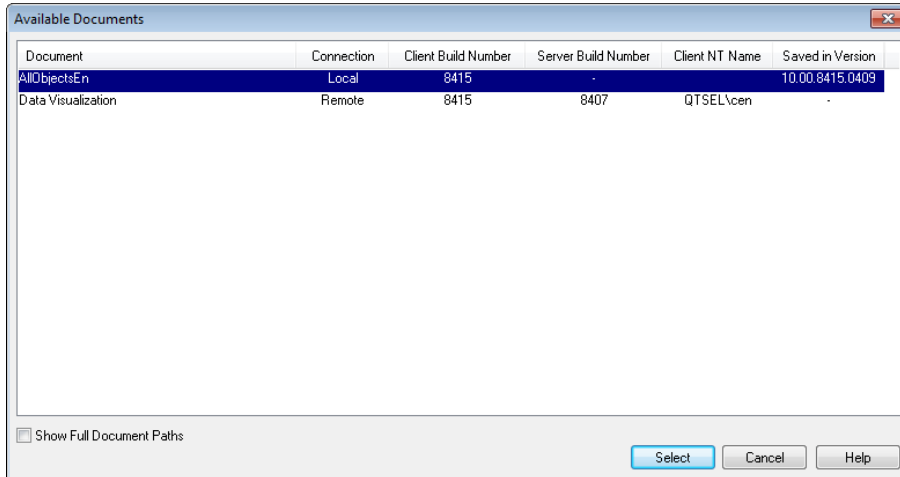 Available Documents
Document Connection Client Build Number Server Build Number Client NT Name Saved in Version
AllObjectsEn Local 8415 - 10.00.8415.0409
Data Visualization Remote 8415 8407 QTSEL\cen -
Show Full Document Paths
Select Cancel Help